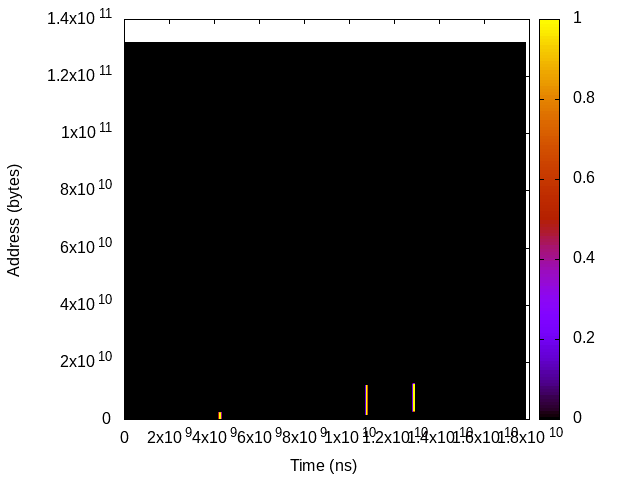 1.4x10 11
1.2x10 11
1x10 11
8x10 10
6x10 10
4x10 10
2x10 10
0
0 2x10 9 4x10 9 6x10 9 8x10 9 1x10 10 1.2x10 10 1.4x10 10 1.6x10 10 1.8x10 10
Address (bytes)
Time (ns)
1
0.8
0.6
0.4
0.2
0